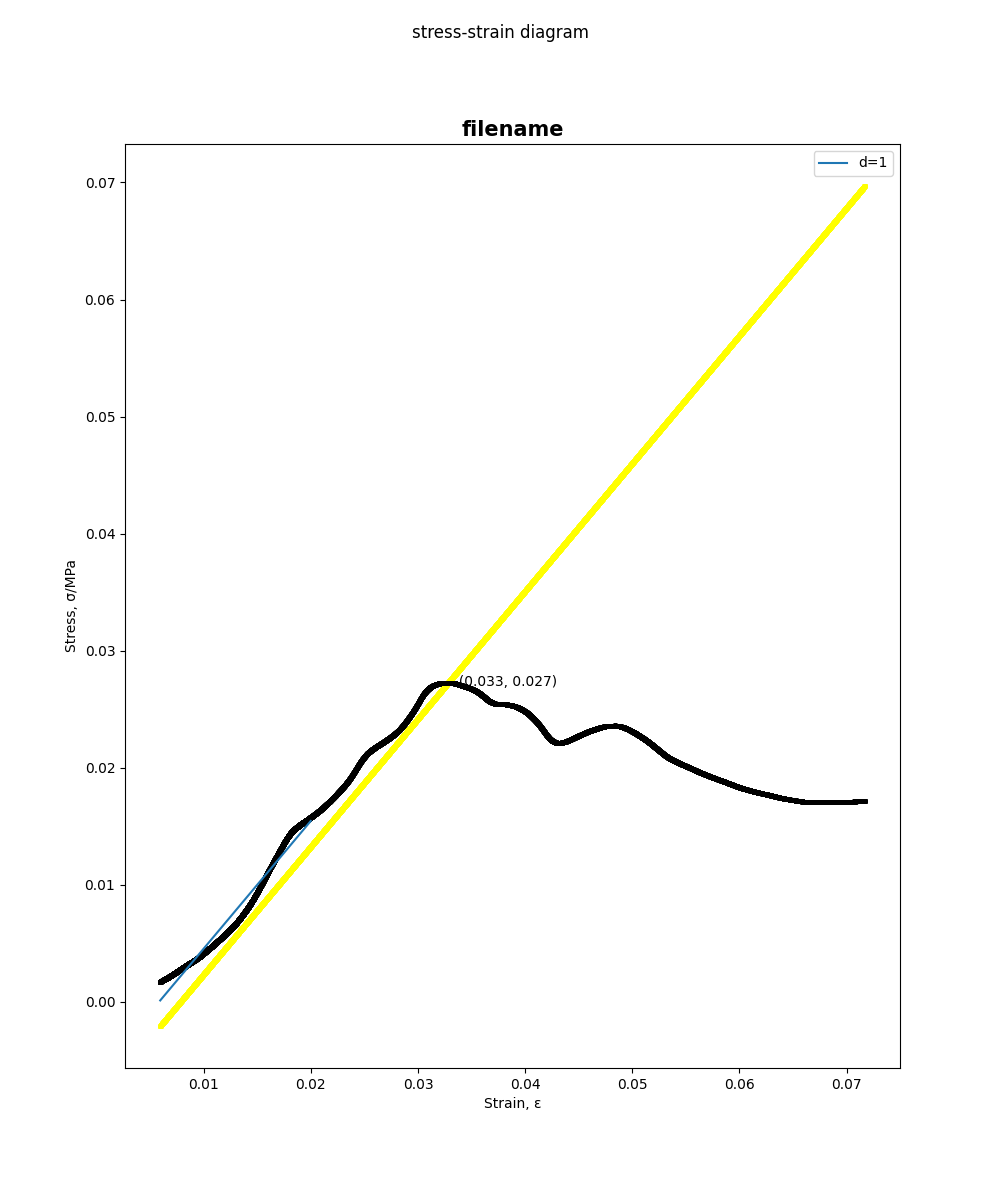 stress-strain diagram
filename
d=1
0.07
0.06
0.05
0.04
0.03
0.02
0.01
0.00
Stress, σ/MPa
(0.033, 0.027)
0.01 0.02 0.03 0.04 0.05 0.06 0.07
Strain, ε